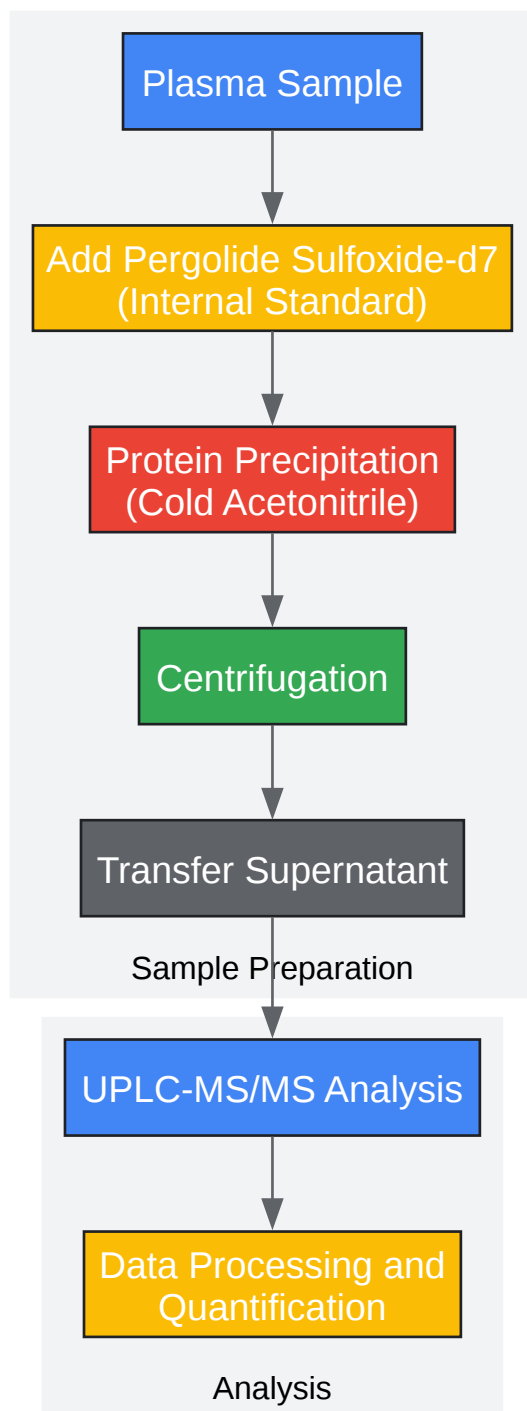 Plasma Sample
Add Pergolide Sulfoxide-d7
(Internal Standard)
Protein Precipitation
(Cold Acetonitrile)
Centrifugation
Transfer Supernatant
Sample Preparation
UPLC-MS/MS Analysis
Data Processing and
Quantification
Analysis